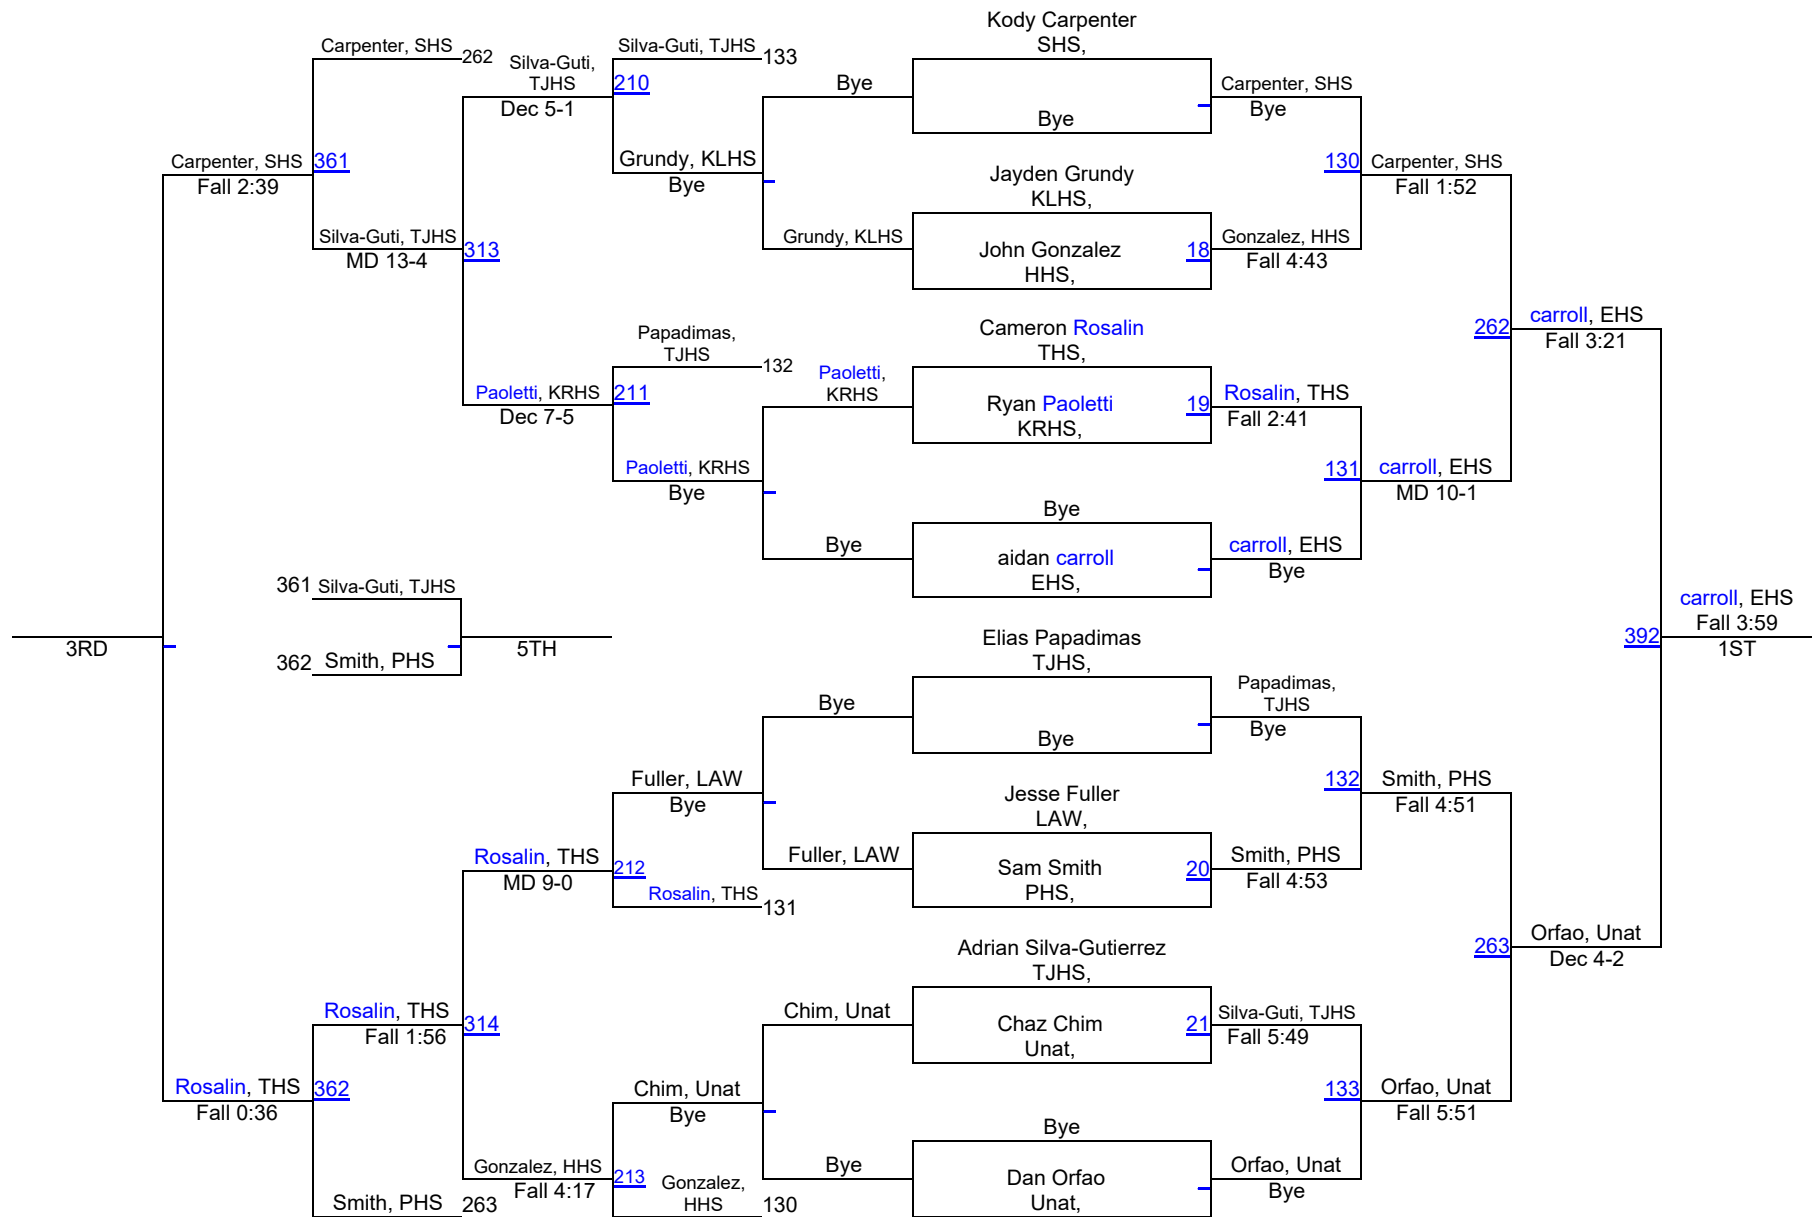 Kody Carpenter
SHS,
Carpenter, SHS
262
Silva-Guti,
TJHS
Dec 5-1
Silva-Guti, TJHS
133
210
Bye
Bye
Carpenter, SHS
Bye
Carpenter, SHS
Fall 2:39
361
Grundy, KLHS
Bye
Jayden Grundy
KLHS,
130
Carpenter, SHS
Fall 1:52
Silva-Guti, TJHS
MD 13-4
313
Grundy, KLHS
John Gonzalez
HHS,
18
Gonzalez, HHS
Fall 4:43
Cameron Rosalin
THS,
262
carroll, EHS
Fall 3:21
Papadimas,
TJHS
132
Paoletti, KRHS
Dec 7-5
211
Paoletti,
KRHS
Ryan Paoletti
KRHS,
19
Rosalin, THS
Fall 2:41
Paoletti, KRHS
Bye
131
carroll, EHS
MD 10-1
Bye
Bye
aidan carroll
EHS,
carroll, EHS
Bye
361 Silva-Guti, TJHS
362 Smith, PHS
3RD
5TH
Elias Papadimas
TJHS,
392
carroll, EHS
Fall 3:59
1ST
Bye
Bye
Papadimas,
TJHS
Bye
Fuller, LAW
Bye
Jesse Fuller
LAW,
132
Smith, PHS
Fall 4:51
Rosalin, THS
MD 9-0
212
Rosalin, THS
131
Fuller, LAW
Sam Smith
PHS,
20
Smith, PHS
Fall 4:53
Adrian Silva-Gutierrez
TJHS,
263
Orfao, Unat
Dec 4-2
Rosalin, THS
Fall 1:56
314
Chim, Unat
Chaz Chim
Unat,
21
Silva-Guti, TJHS
Fall 5:49
Rosalin, THS
Fall 0:36
362
Chim, Unat
Bye
133
Orfao, Unat
Fall 5:51
Bye
Gonzalez, HHS
Fall 4:17
213
Gonzalez,
HHS
130
Bye
Dan Orfao
Unat,
Orfao, Unat
Bye
Smith, PHS
263